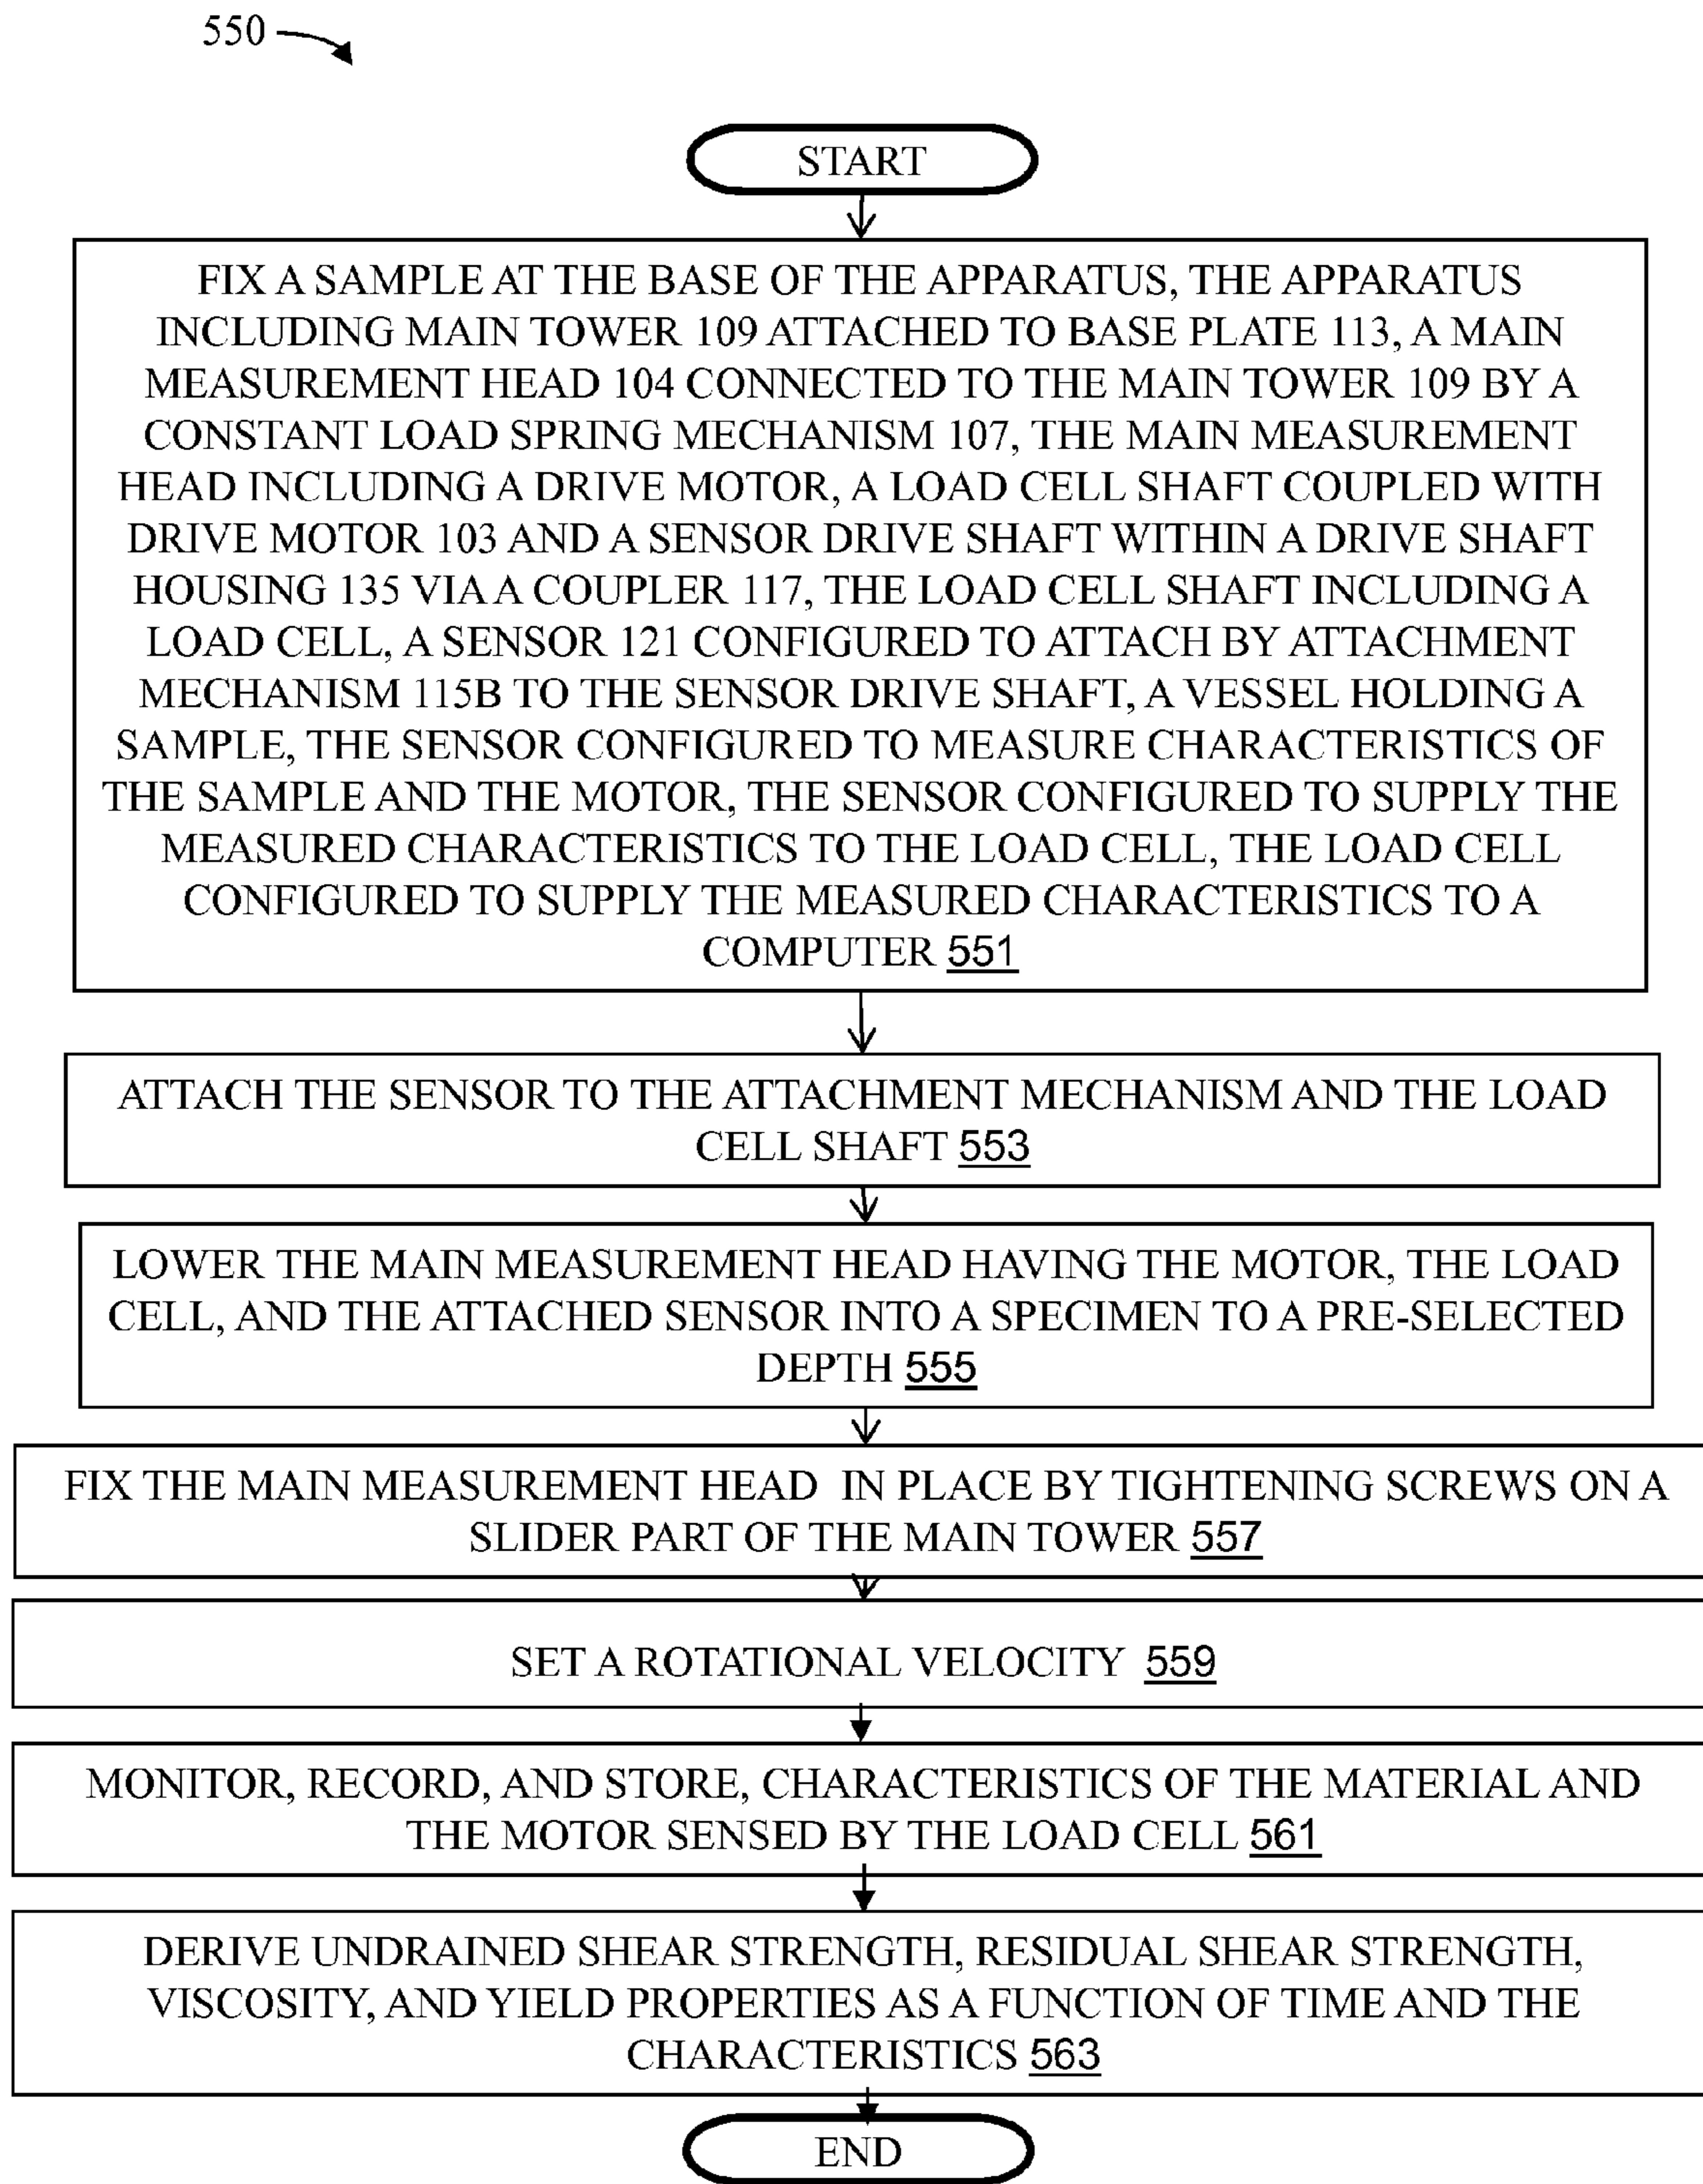 550
START
FIX A SAMPLE AT THE BASE OF THE APPARATUS, THE APPARATUS
INCLUDING MAIN TOWER 109 ATTACHED TO BASE PLATE 113, A MAIN
MEASUREMENT HEAD 104 CONNECTED TO THE MAIN TOWER 109 BY A
CONSTANT LOAD SPRING MECHANISM 107, THE MAIN MEASUREMENT
HEAD INCLUDING A DRIVE MOTOR, A LOAD CELL SHAFT COUPLED WITH
DRIVE MOTOR 103 AND A SENSOR DRIVE SHAFT WITHIN A DRIVE SHAFT
HOUSING 135 VIA A COUPLER 117, THE LOAD CELL SHAFT INCLUDING A
LOAD CELL, A SENSOR 121 CONFIGURED TO ATTACH BY ATTACHMENT
MECHANISM 115B TO THE SENSOR DRIVE SHAFT, A VESSEL HOLDING A
SAMPLE, THE SENSOR CONFIGURED TO MEASURE CHARACTERISTICS OF
THE SAMPLE AND THE MOTOR, THE SENSOR CONFIGURED TO SUPPLY THE
MEASURED CHARACTERISTICS TO THE LOAD CELL, THE LOAD CELL
CONFIGURED TO SUPPLY THE MEASURED CHARACTERISTICS TO A
COMPUTER 551
ATTACH THE SENSOR TO THE ATTACHMENT MECHANISM AND THE LOAD
CELL SHAFT 553
LOWER THE MAIN MEASUREMENT HEAD HAVING THE MOTOR, THE LOAD
CELL, AND THE ATTACHED SENSOR INTO A SPECIMEN TO A PRE-SELECTED
DEPTH 555
FIX THE MAIN MEASUREMENT HEAD IN PLACE BY TIGHTENING SCREWS ON A
SLIDER PART OF THE MAIN TOWER 557
SET A ROTATIONAL VELOCITY 559
MONITOR, RECORD, AND STORE, CHARACTERISTICS OF THE MATERIAL AND
THE MOTOR SENSED BY THE LOAD CELL 561
DERIVE UNDRAINED SHEAR STRENGTH, RESIDUAL SHEAR STRENGTH,
VISCOSITY, AND YIELD PROPERTIES AS A FUNCTION OF TIME AND THE
CHARACTERISTICS 563
END